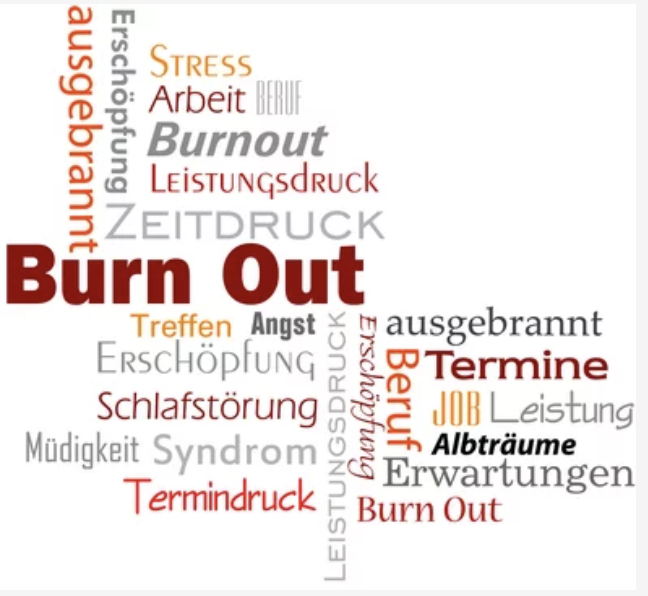 ausgebrannt
Erschöpfung
STRESS
Arbeit BERUF
Burnout
LEISTUNGSDRUCK
ZEITDRUCK
Burn Out
Treffen Angst
ERSCHÖPFUNG
Schlafstörung
Müdigkeit Syndrom
Termindruck
LEISTUNGSDRUCK
Erschöpfung
ausgebrannt
Beruf
Termine
JOB Leistung
Albträume
Erwartungen
Burn Out